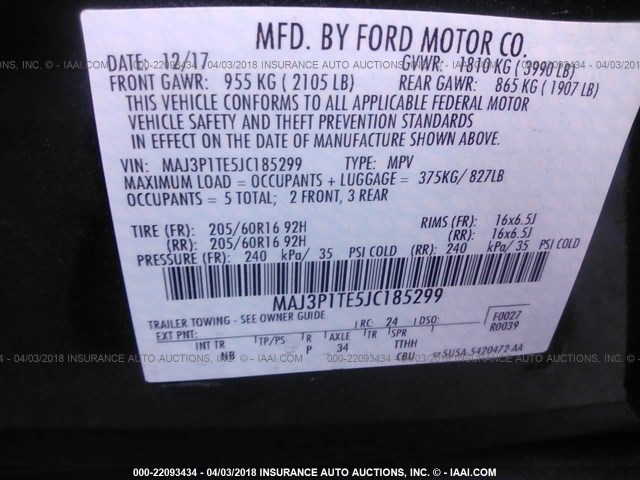 MFD. BY FORD MOTOR CO.
DATE: 12/17 GVWR: 1810 KG ( 3990 LB)
FRONT GAWR: 955 KG ( 2105 LB) REAR GAWR: 865 KG ( 1907 LB)
THIS VEHICLE CONFORMS TO ALL APPLICABLE FEDERAL MOTOR
VEHICLE SAFETY AND THEFT PREVENTION STANDARDS
IN EFFECT ON THE DATE OF MANUFACTURE SHOWN ABOVE.
VIN: MAJ3P1TE5JC185299 TYPE: MPV
MAXIMUM LOAD = OCCUPANTS + LUGGAGE = 375KG/ 827LB
OCCUPANTS = 5 TOTAL; 2 FRONT, 3 REAR
TIRE (FR): 205/60R16 92H RIMS (FR): 16x6.5J
(RR): 205/60R16 92H (RR): 16x6.5J
PRESSURE (FR): 240 kPa/ 35 PSI COLD (RR): 240 kPa/ 35 PSI COLD
MAJ3P1TE5JC185299
TRAILER TOWING - SEE OWNER GUIDE
EXT PNT: RC: 24 DSO: F0027
R0039
INT TR TP/PS R AXLE TR SPR
NB P 34 TTHH
CBU 5U5A-5420472-AA
000-22093434 - 04/03/2018 INSURANCE AUTO AUCTIONS - © - IAAI.COM